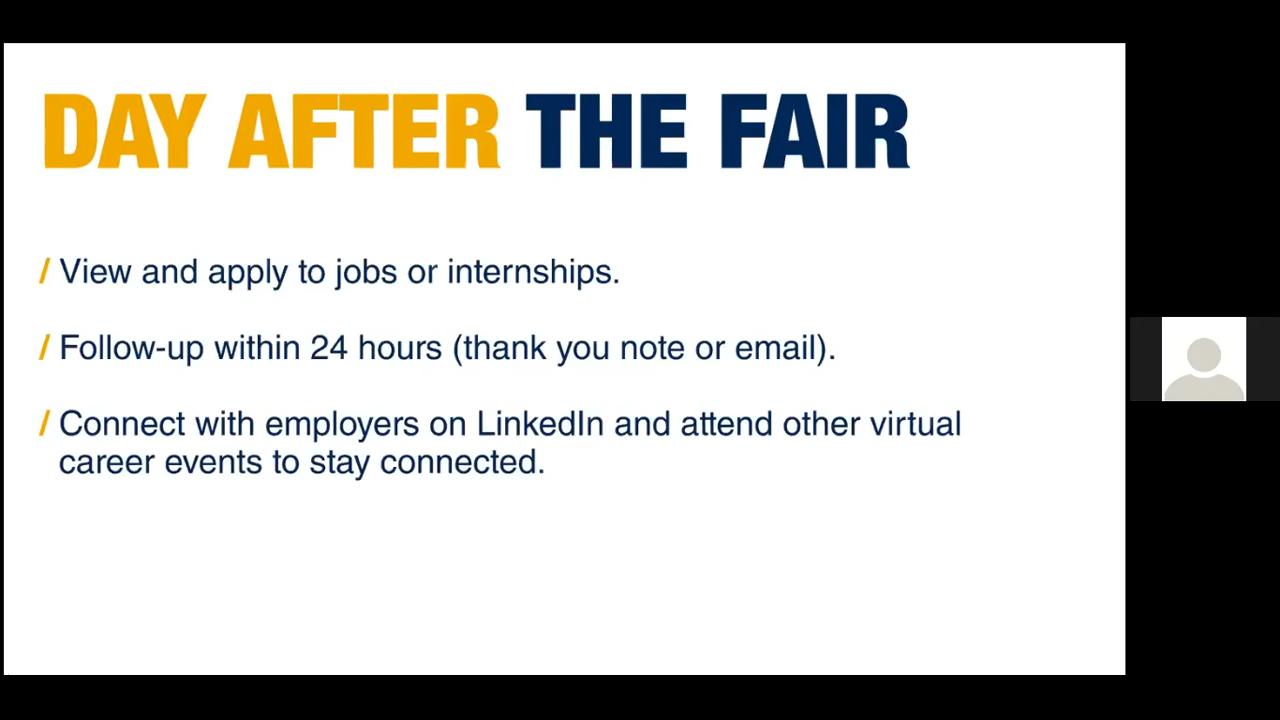 DAY AFTER THE FAIR
/ View and apply to jobs or internships.
/ Follow-up within 24 hours (thank you note or email).
/ Connect with employers on LinkedIn and attend other virtual
career events to stay connected.